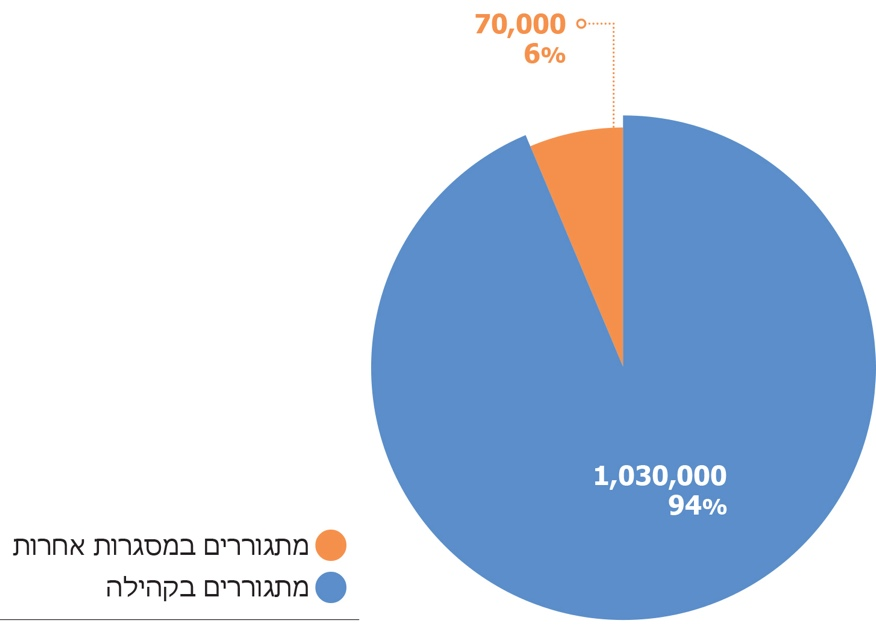 70,000
6%
1,030,000
94%
מתגוררים במסגרות אחרות
מתגוררים בקהילה